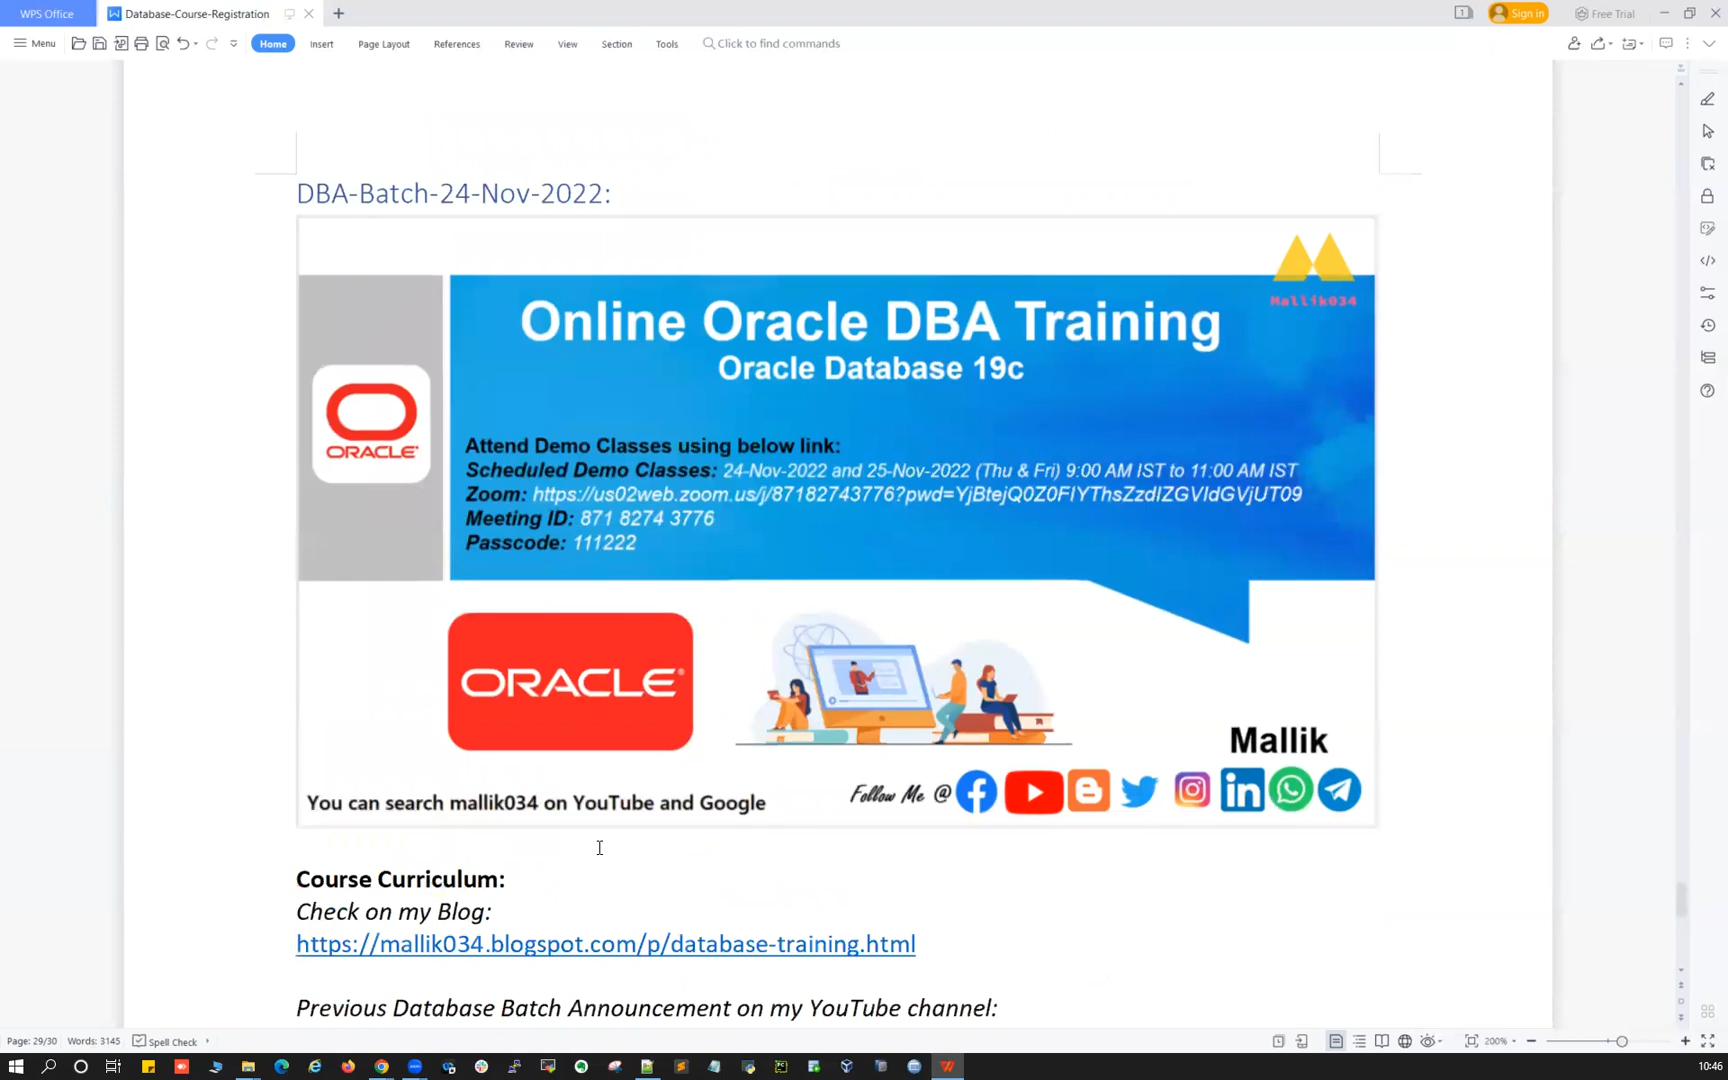 WPS Office
Database-Course-Registration
1
Sign in
Free Trial
Menu
Home
Insert
Page Layout
References
Review
View
Section
Tools
Click to find commands
DBA-Batch-24-Nov-2022:
Mallik034
Online Oracle DBA Training
Oracle Database 19c
ORACLE
Attend Demo Classes using below link:
Scheduled Demo Classes: 24-Nov-2022 and 25-Nov-2022 (Thu & Fri) 9:00 AM IST to 11:00 AM IST
Zoom: https://us02web.zoom.us/j/87182743776?pwd=YjBtejQ0Z0FIYThsZzdIZGVIdGVjUT09
Meeting ID: 871 8274 3776
Passcode: 111222
ORACLE
Mallik
Follow Me @
You can search mallik034 on YouTube and Google
Course Curriculum:
Check on my Blog:
https://mallik034.blogspot.com/p/database-training.html
Previous Database Batch Announcement on my YouTube channel:
Page: 29/30
Words: 3145
Spell Check
200%
10:46